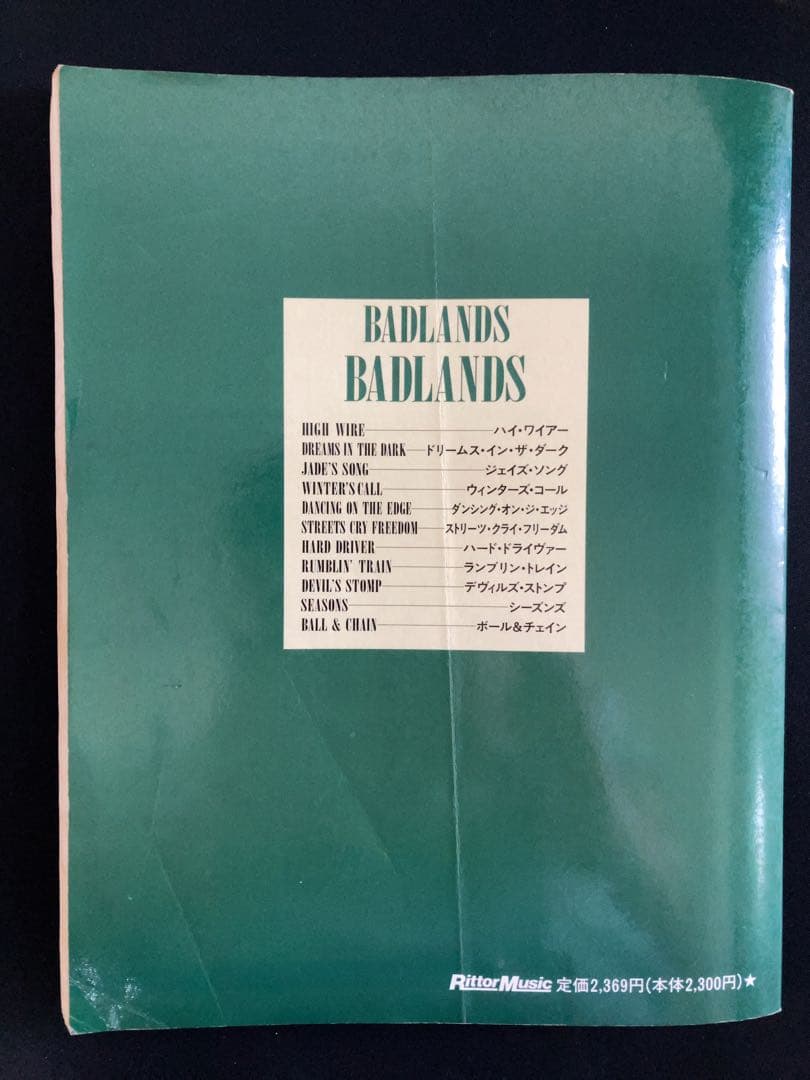 BADLANDS
BADLANDS
HIGH WIRE ハイ・ワイアー
DREAMS IN THE DARK ドリームス・イン・ザ・ダーク
JADE'S SONG ジェイズ・ソング
WINTER'S CALL ウィンターズ・コール
DANCING ON THE EDGE ダンシング・オン・ジ・エッジ
STREETS CRY FREEDOM ストリーツ・クライ・フリーダム
HARD DRIVER ハード・ドライヴァー
RUMBLIN' TRAIN ランブリン・トレイン
DEVIL'S STOMP デヴィルズ・ストンプ
SEASONS シーズンズ
BALL & CHAIN ボール&チェイン
RittorMusic 定価2,369円(本体2,300円)★